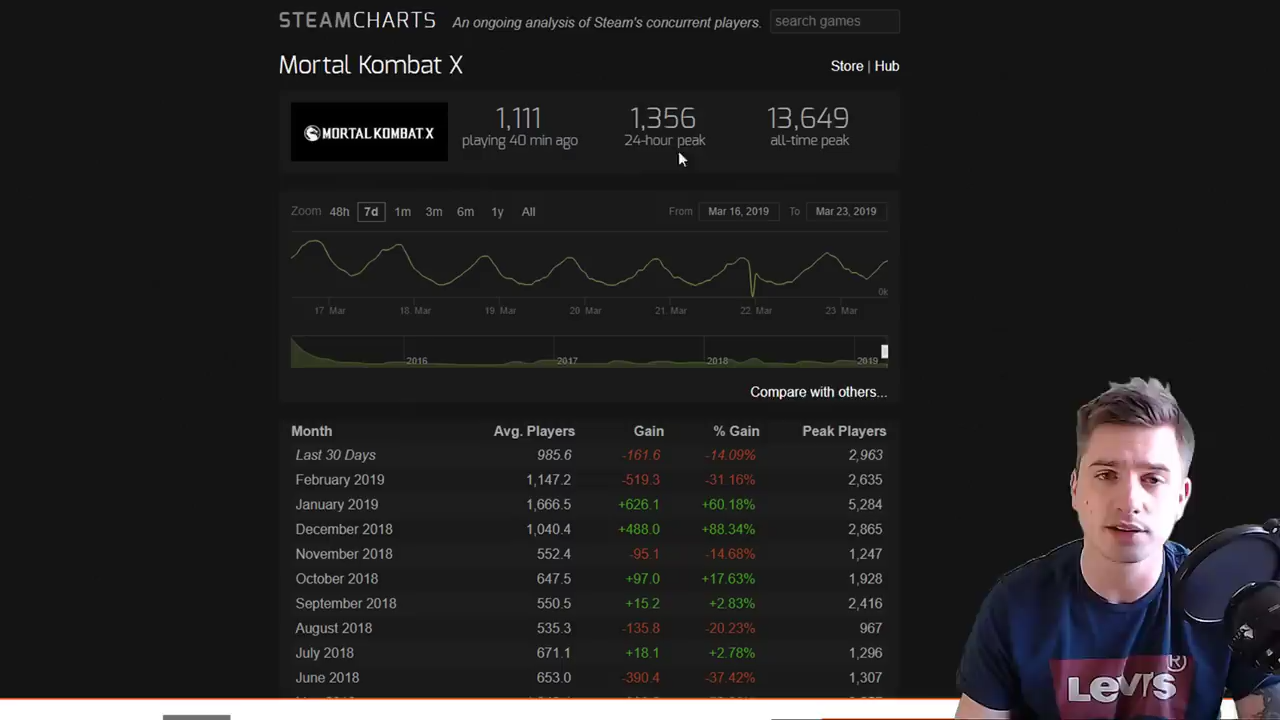 STEAMCHARTS An ongoing analysis of Steam's concurrent players. search games
Mortal Kombat X Store | Hub
MORTAL KOMBAT X
1,111 1,356 13,649
playing 40 min ago 24-hour peak all-time peak
Zoom 48h 7d 1m 3m 6m 1y All From Mar 16, 2019 To Mar 23, 2019
0k
17. Mar 18. Mar 19. Mar 20. Mar 21. Mar 22. Mar 23. Mar
2016 2017 2018 2019
Compare with others...
Month Avg. Players Gain % Gain Peak Players
Last 30 Days 985.6 -161.6 -14.09% 2,963
February 2019 1,147.2 -519.3 -31.16% 2,635
January 2019 1,666.5 +626.1 +60.18% 5,284
December 2018 1,040.4 +488.0 +88.34% 2,865
November 2018 552.4 -95.1 -14.68% 1,247
October 2018 647.5 +97.0 +17.63% 1,928
September 2018 550.5 +15.2 +2.83% 2,416
August 2018 535.3 -135.8 -20.23% 967
July 2018 671.1 +18.1 +2.78% 1,296
June 2018 653.0 -390.4 -37.42% 1,307
LEVI'S ®